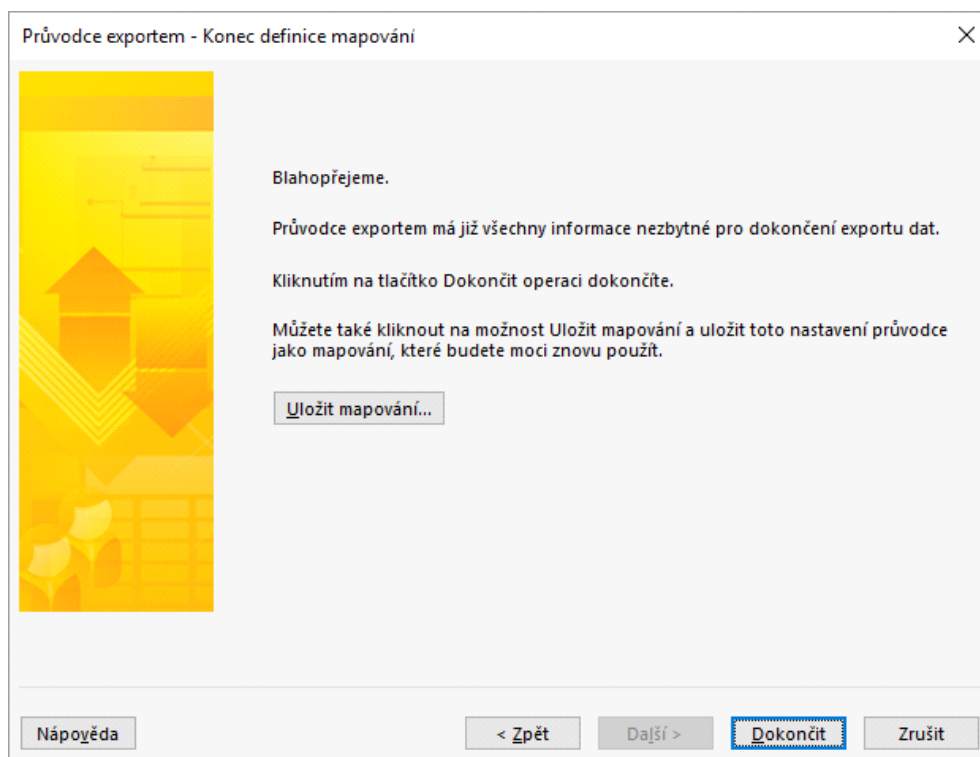 Průvodce exportem - Konec definice mapování
Blahopřejeme.
Průvodce exportem má již všechny informace nezbytné pro dokončení exportu dat.
Kliknutím na tlačítko Dokončit operaci dokončíte.
Můžete také kliknout na možnost Uložit mapování a uložit toto nastavení průvodce
jako mapování, které budete moci znovu použít.
Uložit mapování...
Nápověda
< Zpět
Další >
Dokončit
Zrušit